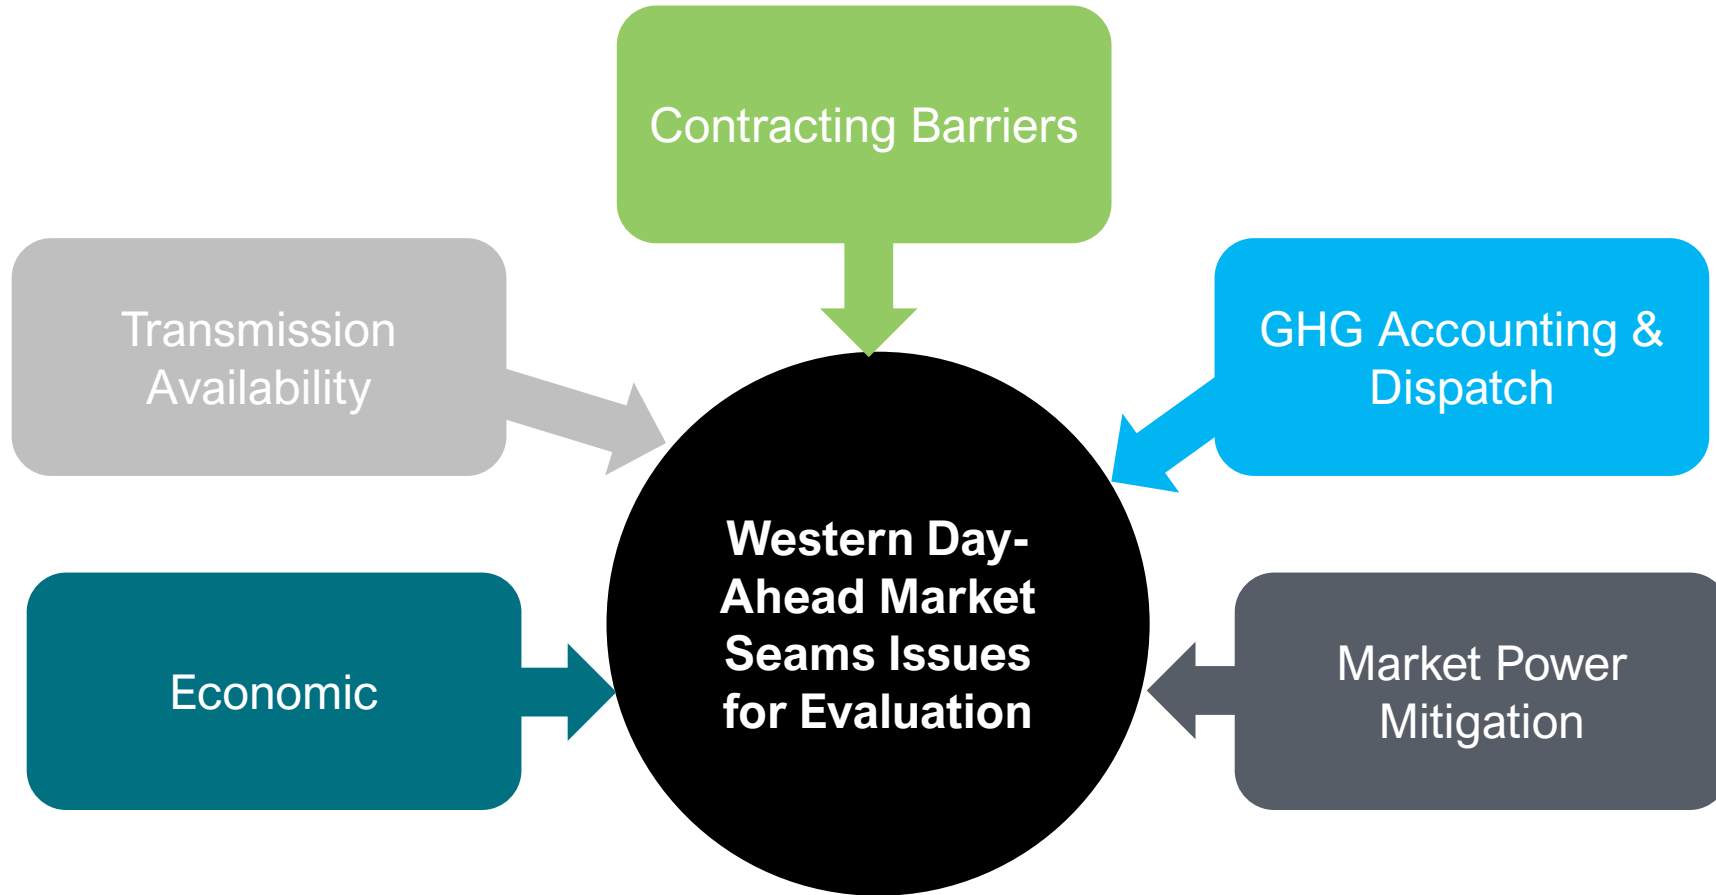 Contracting Barriers
Transmission
Availability
GHG Accounting &
Dispatch
Western Day-
Ahead Market
Seams Issues
for Evaluation
Economic
Market Power
Mitigation